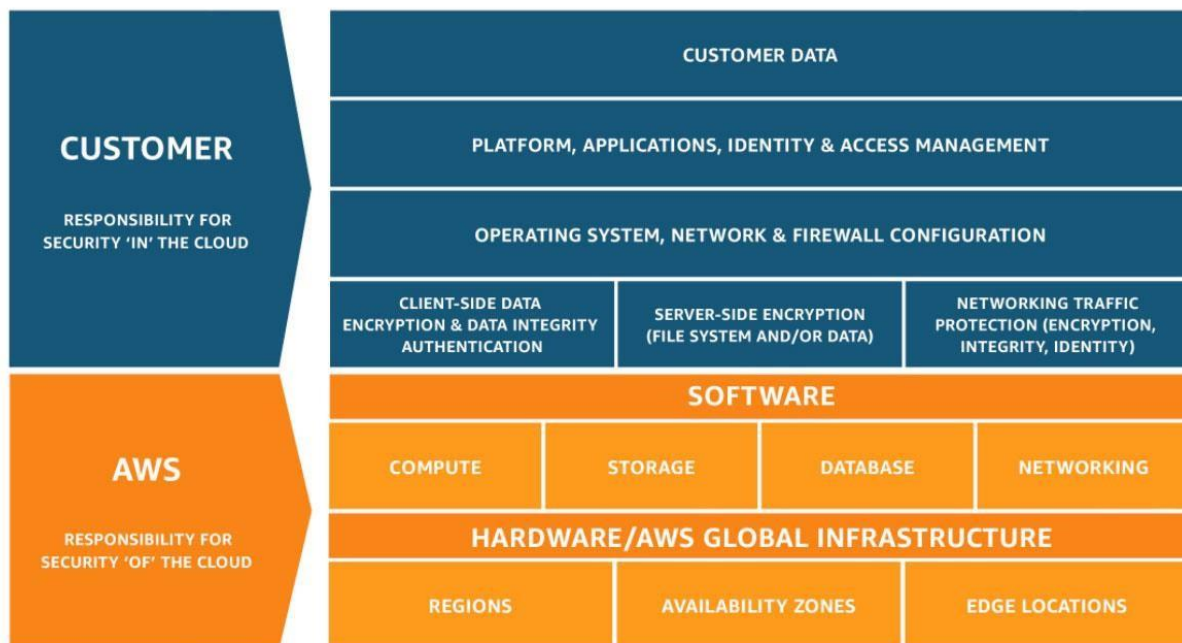 CUSTOMER
RESPONSIBILITY FOR
SECURITY ‘IN’ THE CLOUD
CUSTOMER DATA
PLATFORM, APPLICATIONS, IDENTITY & ACCESS MANAGEMENT
OPERATING SYSTEM, NETWORK & FIREWALL CONFIGURATION
CLIENT-SIDE DATA
ENCRYPTION & DATA INTEGRITY
AUTHENTICATION
SERVER-SIDE ENCRYPTION
(FILE SYSTEM AND/OR DATA)
NETWORKING TRAFFIC
PROTECTION (ENCRYPTION,
INTEGRITY, IDENTITY)
AWS
RESPONSIBILITY FOR
SECURITY ‘OF’ THE CLOUD
SOFTWARE
COMPUTE
STORAGE
DATABASE
NETWORKING
HARDWARE/AWS GLOBAL INFRASTRUCTURE
REGIONS
AVAILABILITY ZONES
EDGE LOCATIONS